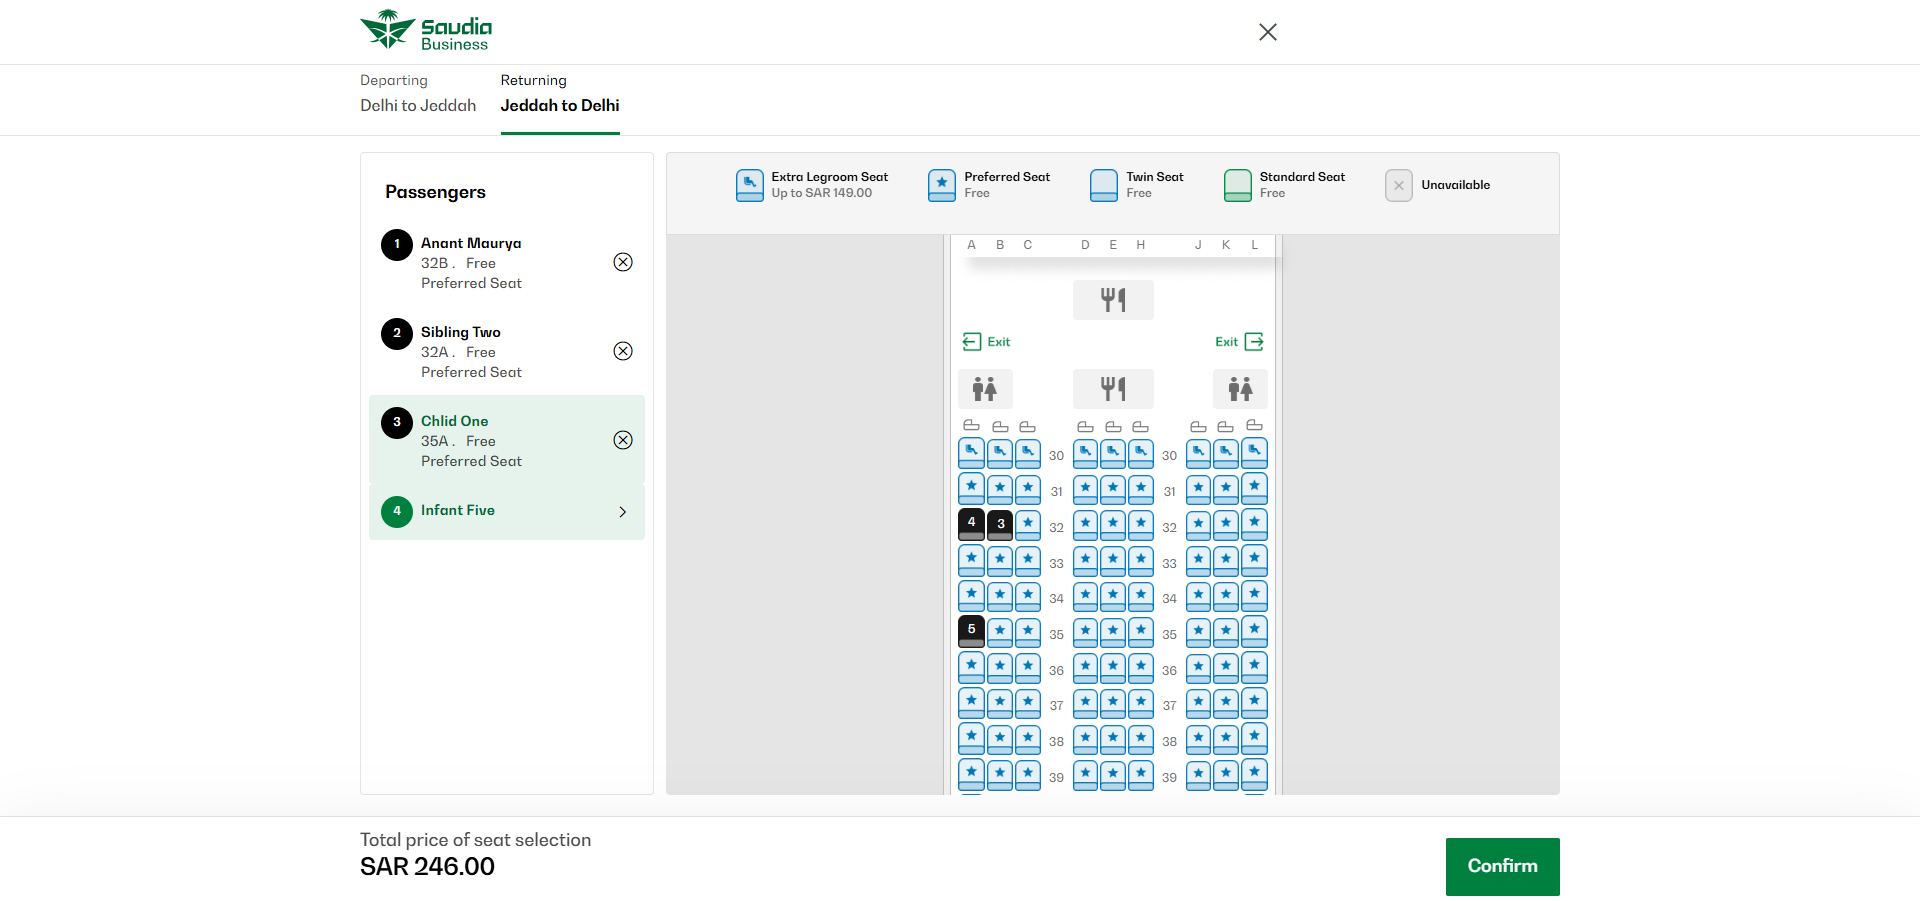 Saudia
Business
Departing
Delhi to Jeddah
Returning
Jeddah to Delhi
Passengers
1
Anant Maurya
32B . Free
Preferred Seat
2
Sibling Two
32A . Free
Preferred Seat
3
Chlid One
35A . Free
Preferred Seat
4
Infant Five
Extra Legroom Seat
Up to SAR 149.00
Preferred Seat
Free
Twin Seat
Free
Standard Seat
Free
Unavailable
A B C D E H J K L
Exit Exit
30 30
31 31
4 3 32 32
33 33
34 34
5 35 35
36 36
37 37
38 38
39 39
Total price of seat selection
SAR 246.00
Confirm